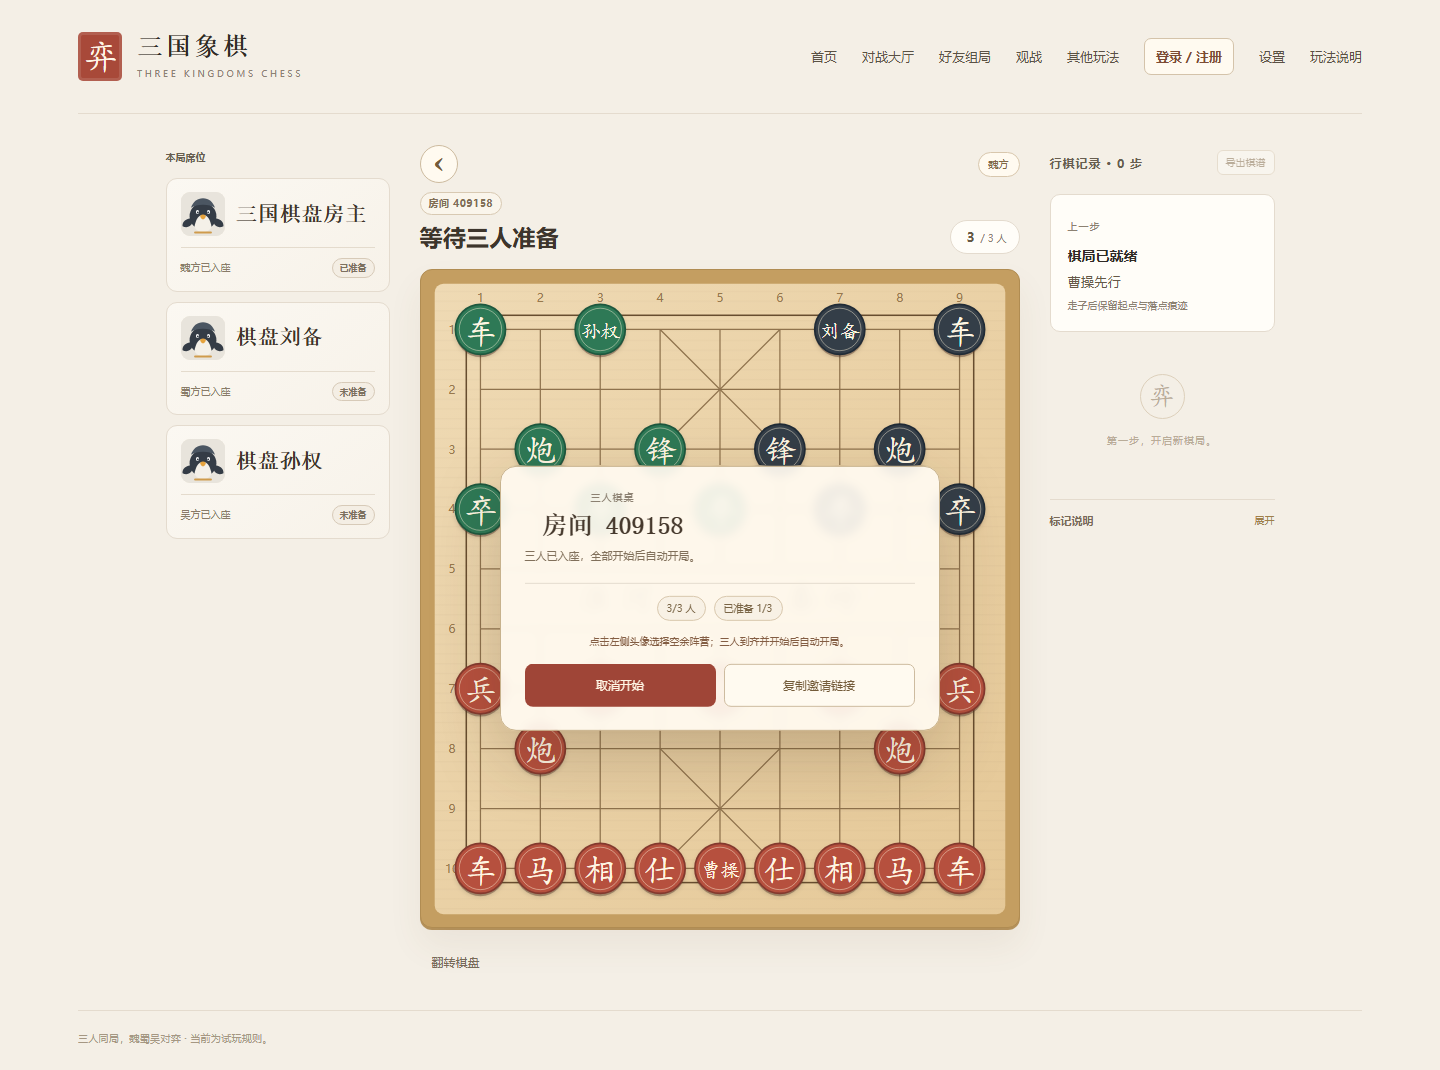 弈
三国象棋
THREE KINGDOMS CHESS
首页 对战大厅 好友组局 观战 其他玩法 登录 / 注册 设置 玩法说明
本局席位
三国棋盘房主
魏方已入座 已准备
棋盘刘备
蜀方已入座 未准备
棋盘孙权
吴方已入座 未准备
魏方
房间 409158
等待三人准备
3 / 3 人
1 2 3 4 5 6 7 8 9
1 车 孙权 刘备 车
2
3 炮 锋 锋 炮
4 卒 卒
5
6
7 兵 兵
8 炮 炮
9
10 车 马 相 仕 曹操 仕 相 马 车
三人棋桌
房间 409158
三人已入座，全部开始后自动开局。
3/3 人 已准备 1/3
点击左侧头像选择空余阵营；三人到齐并开始后自动开局。
取消开始 复制邀请链接
翻转棋盘
行棋记录 • 0 步 导出棋谱
上一步
棋局已就绪
曹操先行
走子后保留起点与落点痕迹
弈
第一步，开启新棋局。
标记说明 展开
三人同局，魏蜀吴对弈 · 当前为试玩规则。